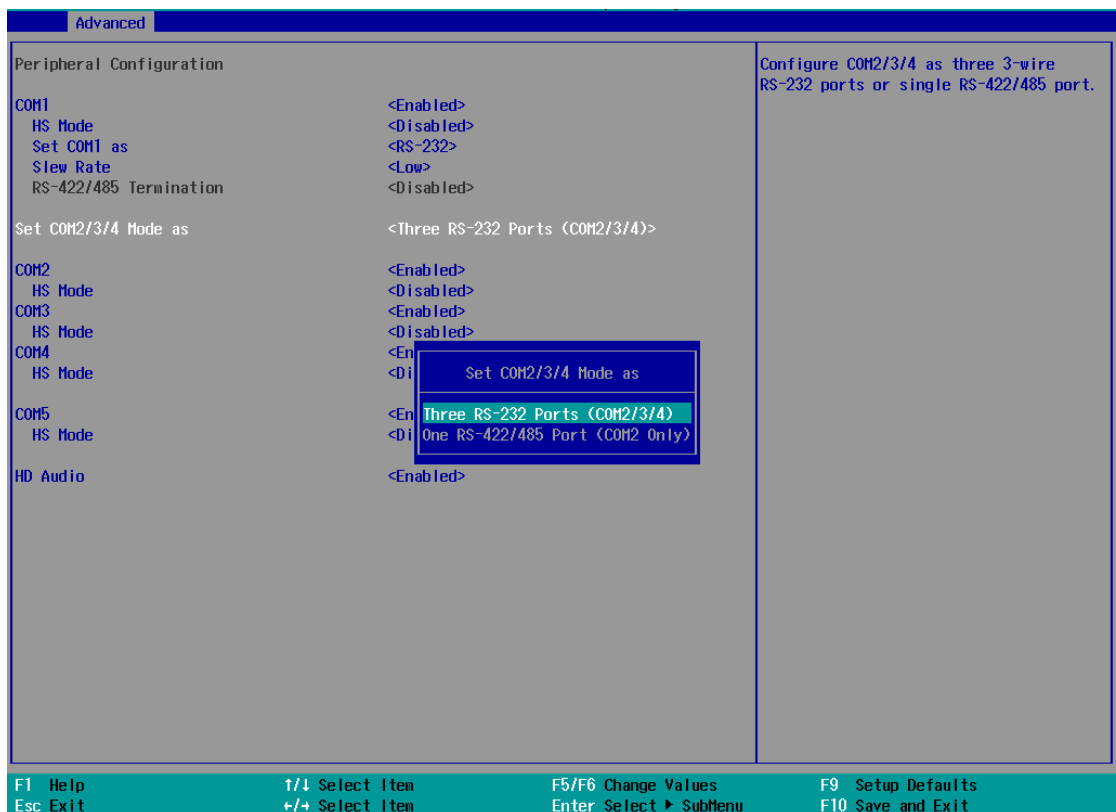 Advanced
Peripheral Configuration
Configure COM2/3/4 as three 3-wire
RS-232 ports or single RS-422/485 port.
COM1 <Enabled>
HS Mode <Disabled>
Set COM1 as <RS-232>
Slew Rate <Low>
RS-422/485 Termination <Disabled>
Set COM2/3/4 Mode as <Three RS-232 Ports (COM2/3/4)>
COM2 <Enabled>
HS Mode <Disabled>
COM3 <Enabled>
HS Mode <Disabled>
COM4 <En
HS Mode <Di
COM5 <En
HS Mode <Di
Set COM2/3/4 Mode as
Three RS-232 Ports (COM2/3/4)
One RS-422/485 Port (COM2 Only)
HD Audio <Enabled>
F1 Help ↑/↓ Select Item F5/F6 Change Values F9 Setup Defaults
Esc Exit ←/→ Select Item Enter Select ► SubMenu F10 Save and Exit